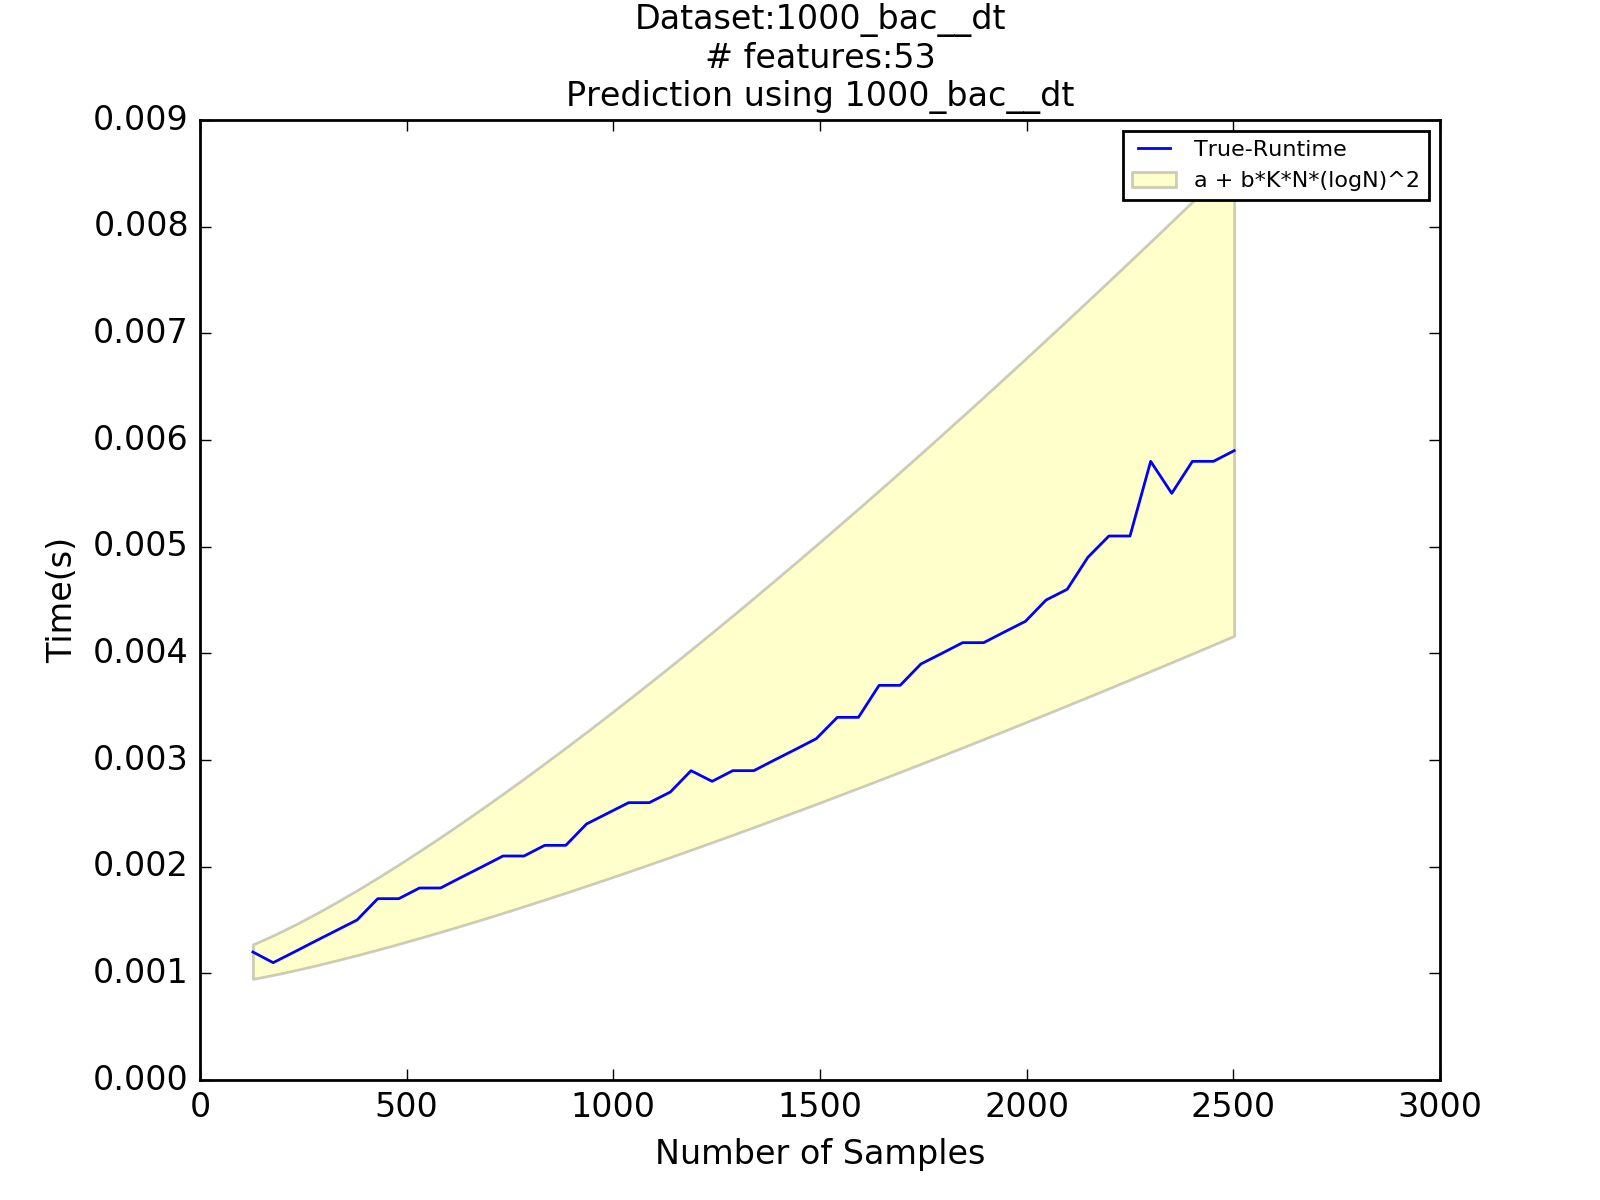 Dataset:1000_bac__dt
# features:53
Prediction using 1000_bac__dt
0.009
0.008
0.007
0.006
0.005
0.004
0.003
0.002
0.001
0.000
Time(s)
True-Runtime
a + b*K*N*(logN)^2
0 500 1000 1500 2000 2500 3000
Number of Samples